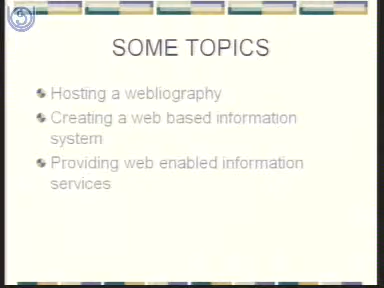 SOME TOPICS
Hosting a webliography
Creating a web based information
system
Providing web enabled information
services